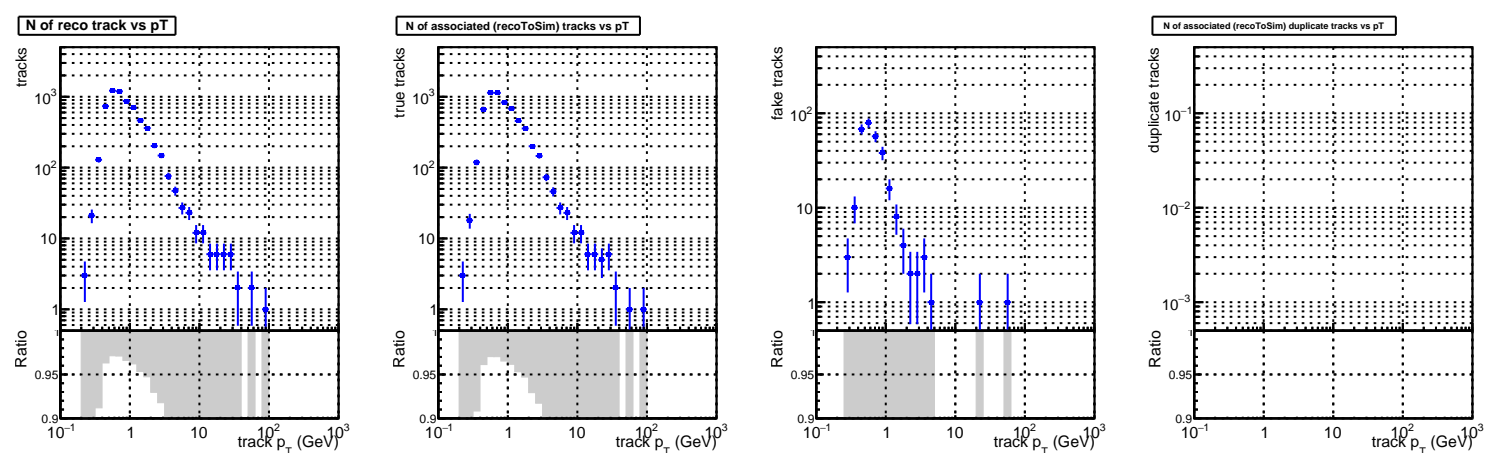 N of reco track vs pT
tracks
10³
10²
10
1
Ratio
1
0.95
0.9
10⁻¹ 1 10 10² 10³
track p_T (GeV)
N of associated (recoToSim) tracks vs pT
true tracks
10³
10²
10
1
Ratio
1
0.95
0.9
10⁻¹ 1 10 10² 10³
track p_T (GeV)
fake tracks
10²
10
1
Ratio
1
0.95
0.9
10⁻¹ 1 10 10² 10³
track p_T (GeV)
N of associated (recoToSim) duplicate tracks vs pT
duplicate tracks
10⁻¹
10⁻²
10⁻³
Ratio
1
0.95
0.9
10⁻¹ 1 10 10² 10³
track p_T (GeV)